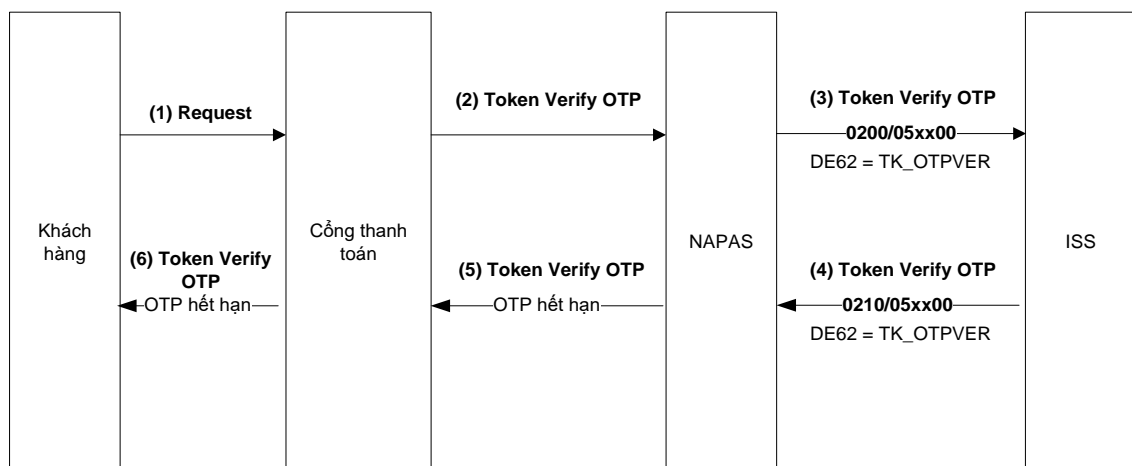 (1) Request
(2) Token Verify OTP
(3) Token Verify OTP
0200/05xx00
DE62 = TK_OTPVER
Khách
hàng
Cổng thanh
toán
NAPAS
ISS
(6) Token Verify
OTP
OTP hết hạn
(5) Token Verify OTP
OTP hết hạn
(4) Token Verify OTP
0210/05xx00
DE62 = TK_OTPVER